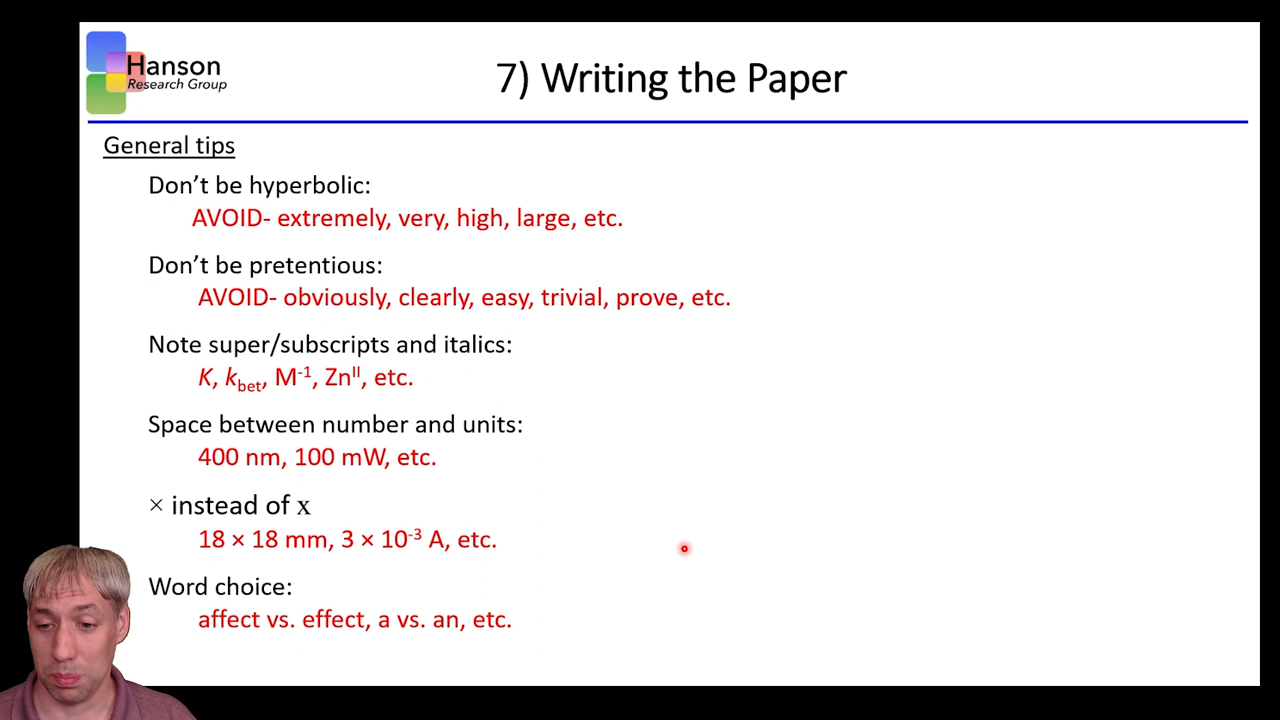 Hanson
Research Group
7) Writing the Paper
General tips
Don’t be hyperbolic:
AVOID- extremely, very, high, large, etc.
Don’t be pretentious:
AVOID- obviously, clearly, easy, trivial, prove, etc.
Note super/subscripts and italics:
K, k_bet, M⁻¹, Znᴵᴵ, etc.
Space between number and units:
400 nm, 100 mW, etc.
× instead of x
18 × 18 mm, 3 × 10⁻³ A, etc.
Word choice:
affect vs. effect, a vs. an, etc.